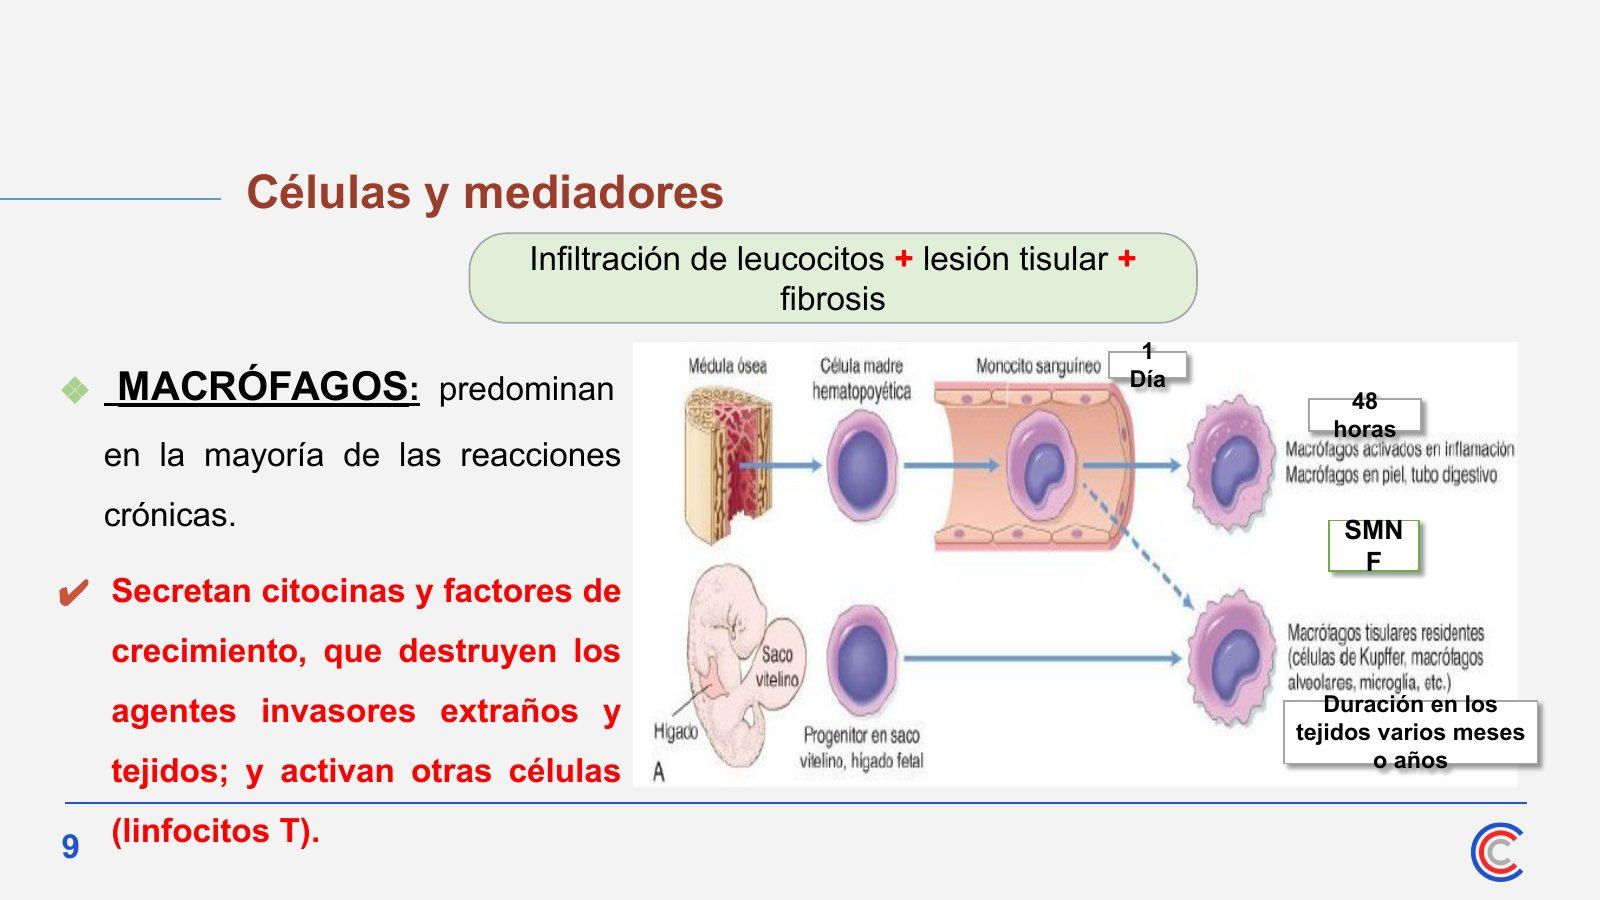 Células y mediadores
Infiltración de leucocitos + lesión tisular +
fibrosis
MACRÓFAGOS: predominan
en la mayoría de las reacciones
crónicas.
Secretan citocinas y factores de
crecimiento, que destruyen los
agentes invasores extraños y
tejidos; y activan otras células
(linfocitos T).
Médula ósea
Célula madre
hematopoyética
Monocito sanguíneo
1
Día
48
horas
Macrófagos activados en inflamación
Macrófagos en piel, tubo digestivo
SMN
F
Saco
vitelino
Hígado
Progenitor en saco
vitelino, hígado fetal
Macrófagos tisulares residentes
(células de Kupffer, macrófagos
alveolares, microglía, etc.)
Duración en los
tejidos varios meses
o años
A
9